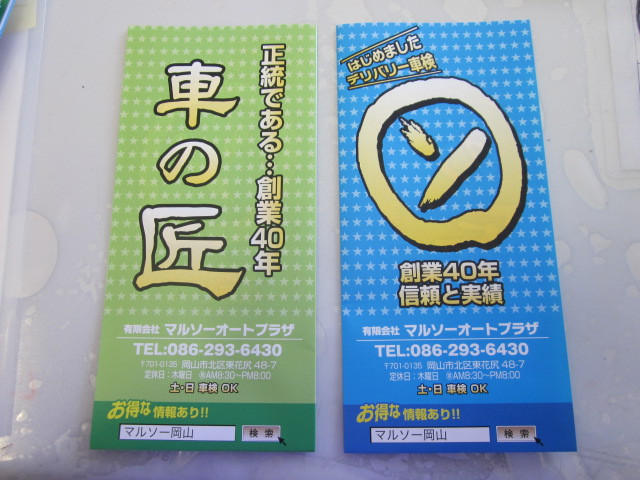 正統である…創業40年
車の匠
有限会社 マルソーオートプラザ
TEL:086-293-6430
〒701-0135 岡山市北区東花尻 48-7
定休日：木曜日 ㊡AM8:30～PM8:00
土・日 車検 OK
お得な 情報あり!!
マルソー岡山 検 索
はじめました
デリバリー車検
ソ
創業40年
信頼と実績
有限会社 マルソーオートプラザ
TEL:086-293-6430
〒701-0135 岡山市北区東花尻 48-7
定休日：木曜日 AM8:30～PM8:00
土・日 車検 OK
お得な 情報あり!!
マルソー岡山 検 索